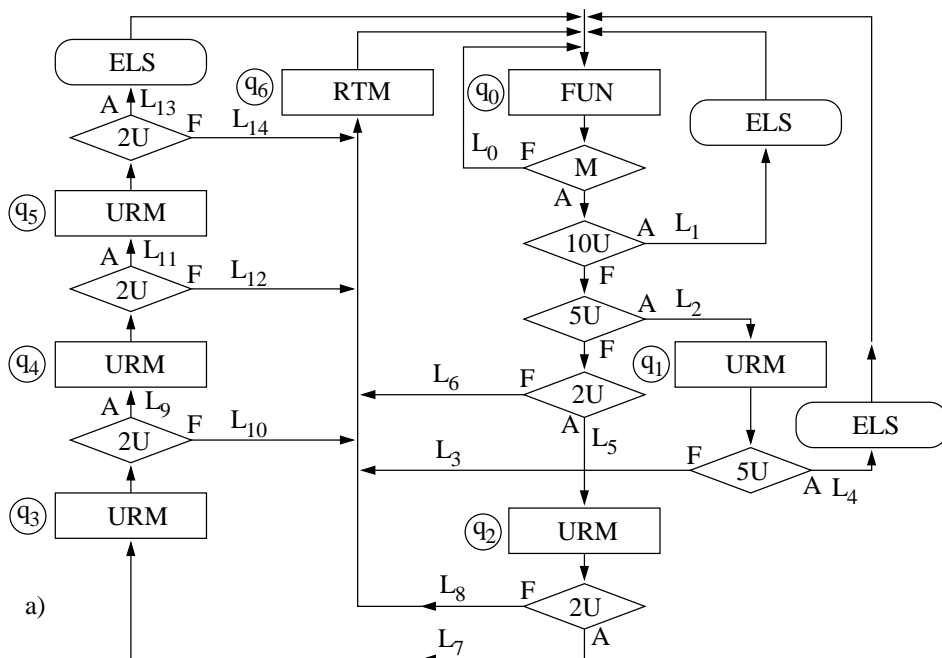 ELS
q6
RTM
q0
FUN
ELS
A
L13
2U
F
L14
L0
F
M
A
q5
URM
10U
A
L1
F
A
L11
2U
F
L12
5U
A
L2
F
q4
URM
q1
URM
L6
F
2U
A
L5
A
L9
2U
F
L10
ELS
L3
F
5U
A
L4
q3
URM
q2
URM
a)
L8
F
2U
A
L7